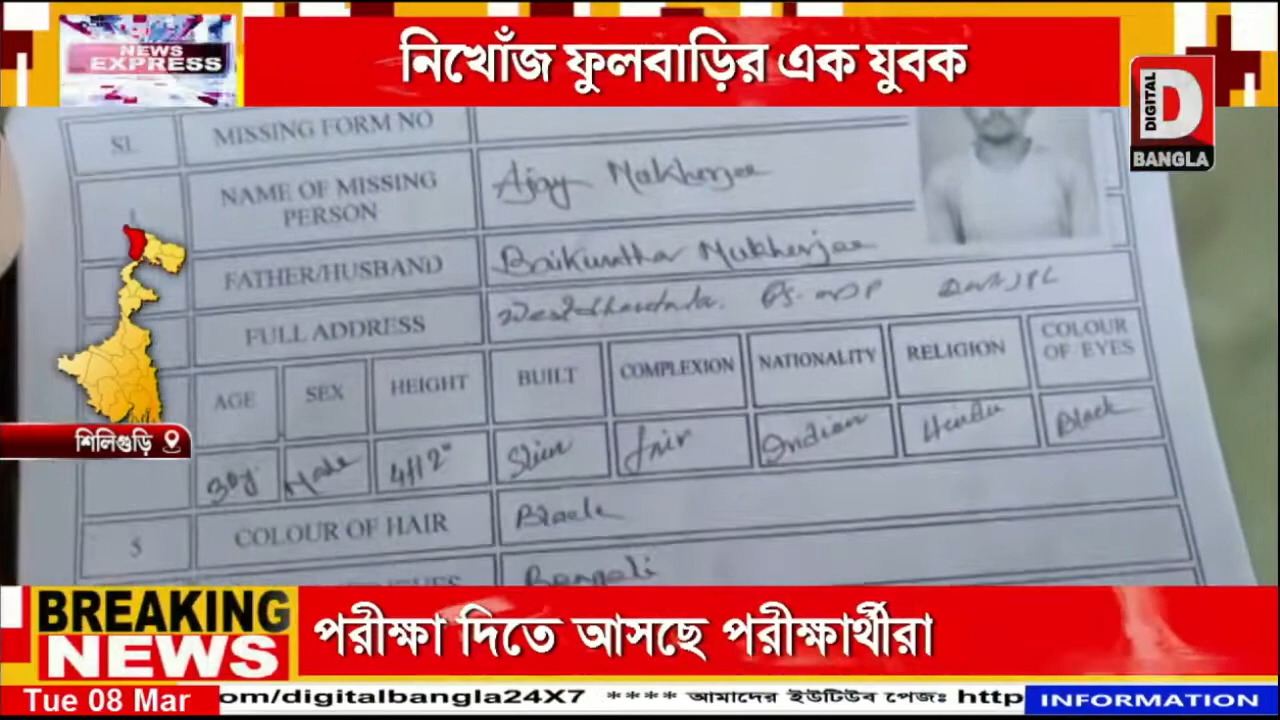 NEWS
EXPRESS
নিখোঁজ ফুলবাড়ির এক যুবক
DIGITAL
D
BANGLA
SL
MISSING FORM NO
NAME OF MISSING
PERSON
Ajay Mukherjee
FATHER/HUSBAND
Baikuntha Mukherjee
FULL ADDRESS
AGE SEX HEIGHT BUILT COMPLEXION NATIONALITY RELIGION COLOUR
OF EYES
30y Male Slim fair Indian Hindu Black
5 COLOUR OF HAIR Black
Bengali
শিলিগুড়ি
BREAKING
NEWS
পরীক্ষা দিতে আসছে পরীক্ষার্থীরা
Tue 08 Mar om/digitalbangla24X7 **** আমাদের ইউটিউব পেজঃ http INFORMATION